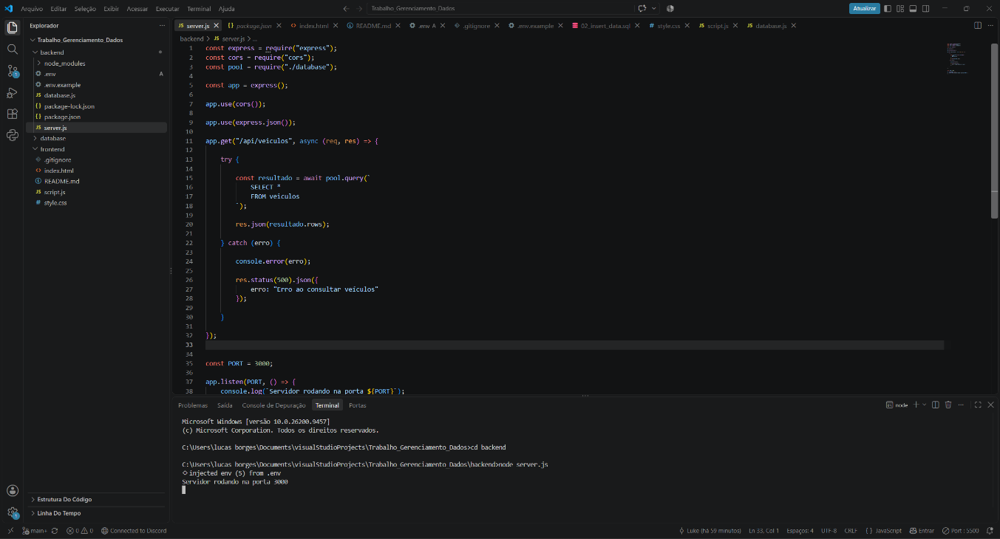 Arquivo Editar Seleção Exibir Acessar Executar Terminal Ajuda
Trabalho_Gerenciamento_Dados
Atualizar
Explorador
Trabalho_Gerenciamento_Dados
backend
node_modules
.env A
.env.example
database.js
package-lock.json
package.json
server.js
database
frontend
.gitignore
index.html
README.md
script.js
style.css
Estrutura Do Código
Linha Do Tempo
server.js package.json index.html README.md .env A .gitignore .env.example 02_insert_data.sql style.css script.js database.js
backend > server.js > ...
1 const express = require("express");
2 const cors = require("cors");
3 const pool = require("./database");
4
5 const app = express();
6
7 app.use(cors());
8
9 app.use(express.json());
10
11 app.get("/api/veiculos", async (req, res) => {
12
13 try {
14
15 const resultado = await pool.query(`
16 SELECT *
17 FROM veiculos
18 `);
19
20 res.json(resultado.rows);
21
22 } catch (erro) {
23
24 console.error(erro);
25
26 res.status(500).json({
27 erro: "Erro ao consultar veículos"
28 });
29
30 }
31
32 });
33
34
35 const PORT = 3000;
36
37 app.listen(PORT, () => {
38 console.log(`Servidor rodando na porta ${PORT}`);
Problemas Saída Console de Depuração Terminal Portas
node
Microsoft Windows [versão 10.0.26200.9457]
(c) Microsoft Corporation. Todos os direitos reservados.
C:\Users\lucas borges\Documents\visualStudioProjects\Trabalho_Gerenciamento_Dados>cd backend
C:\Users\lucas borges\Documents\visualStudioProjects\Trabalho_Gerenciamento_Dados\backend>node server.js
◇ injected env (5) from .env
Servidor rodando na porta 3000
main+ 0 0 Connected to Discord
Luke (há 59 minutos) Ln 33, Col 1 Espaços: 4 UTF-8 CRLF {} JavaScript Entrar Port : 5500